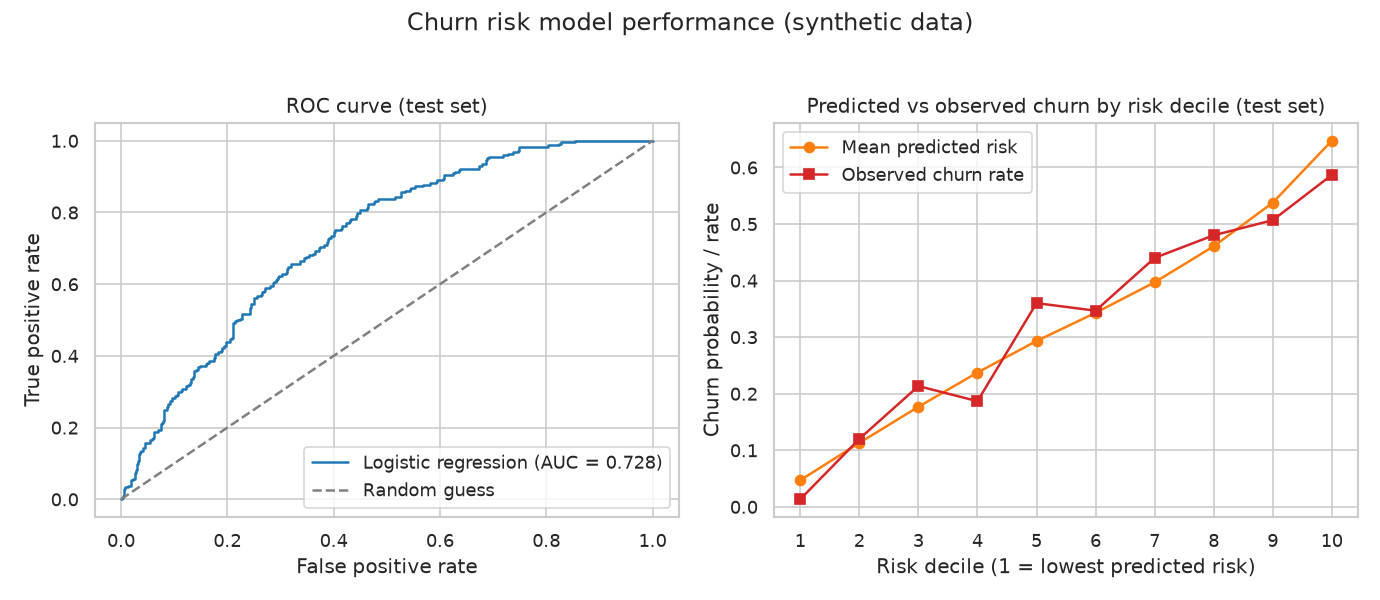 Churn risk model performance (synthetic data)
ROC curve (test set)
True positive rate
1.0
0.8
0.6
0.4
0.2
0.0
Logistic regression (AUC = 0.728)
Random guess
0.0 0.2 0.4 0.6 0.8 1.0
False positive rate
Predicted vs observed churn by risk decile (test set)
Churn probability / rate
Mean predicted risk
Observed churn rate
0.6
0.5
0.4
0.3
0.2
0.1
0.0
1 2 3 4 5 6 7 8 9 10
Risk decile (1 = lowest predicted risk)